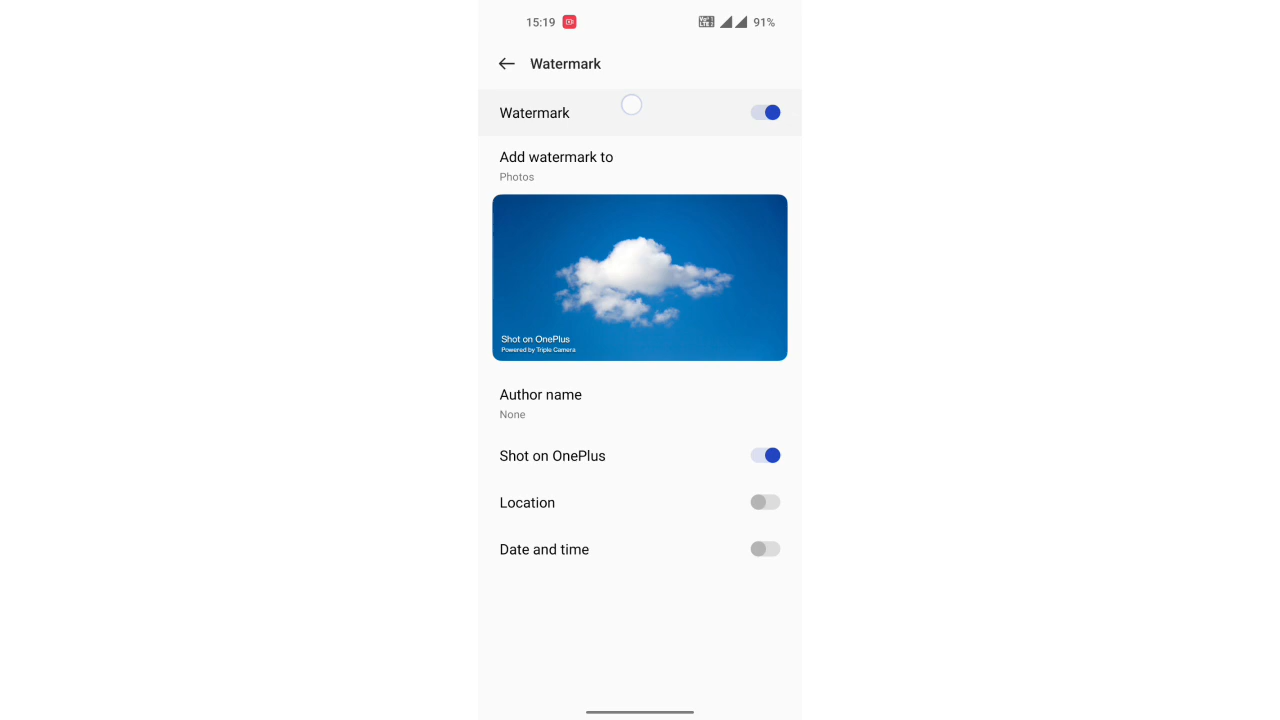 15:19
91%
Watermark
Watermark
Add watermark to
Photos
Shot on OnePlus
Powered by Triple Camera
Author name
None
Shot on OnePlus
Location
Date and time